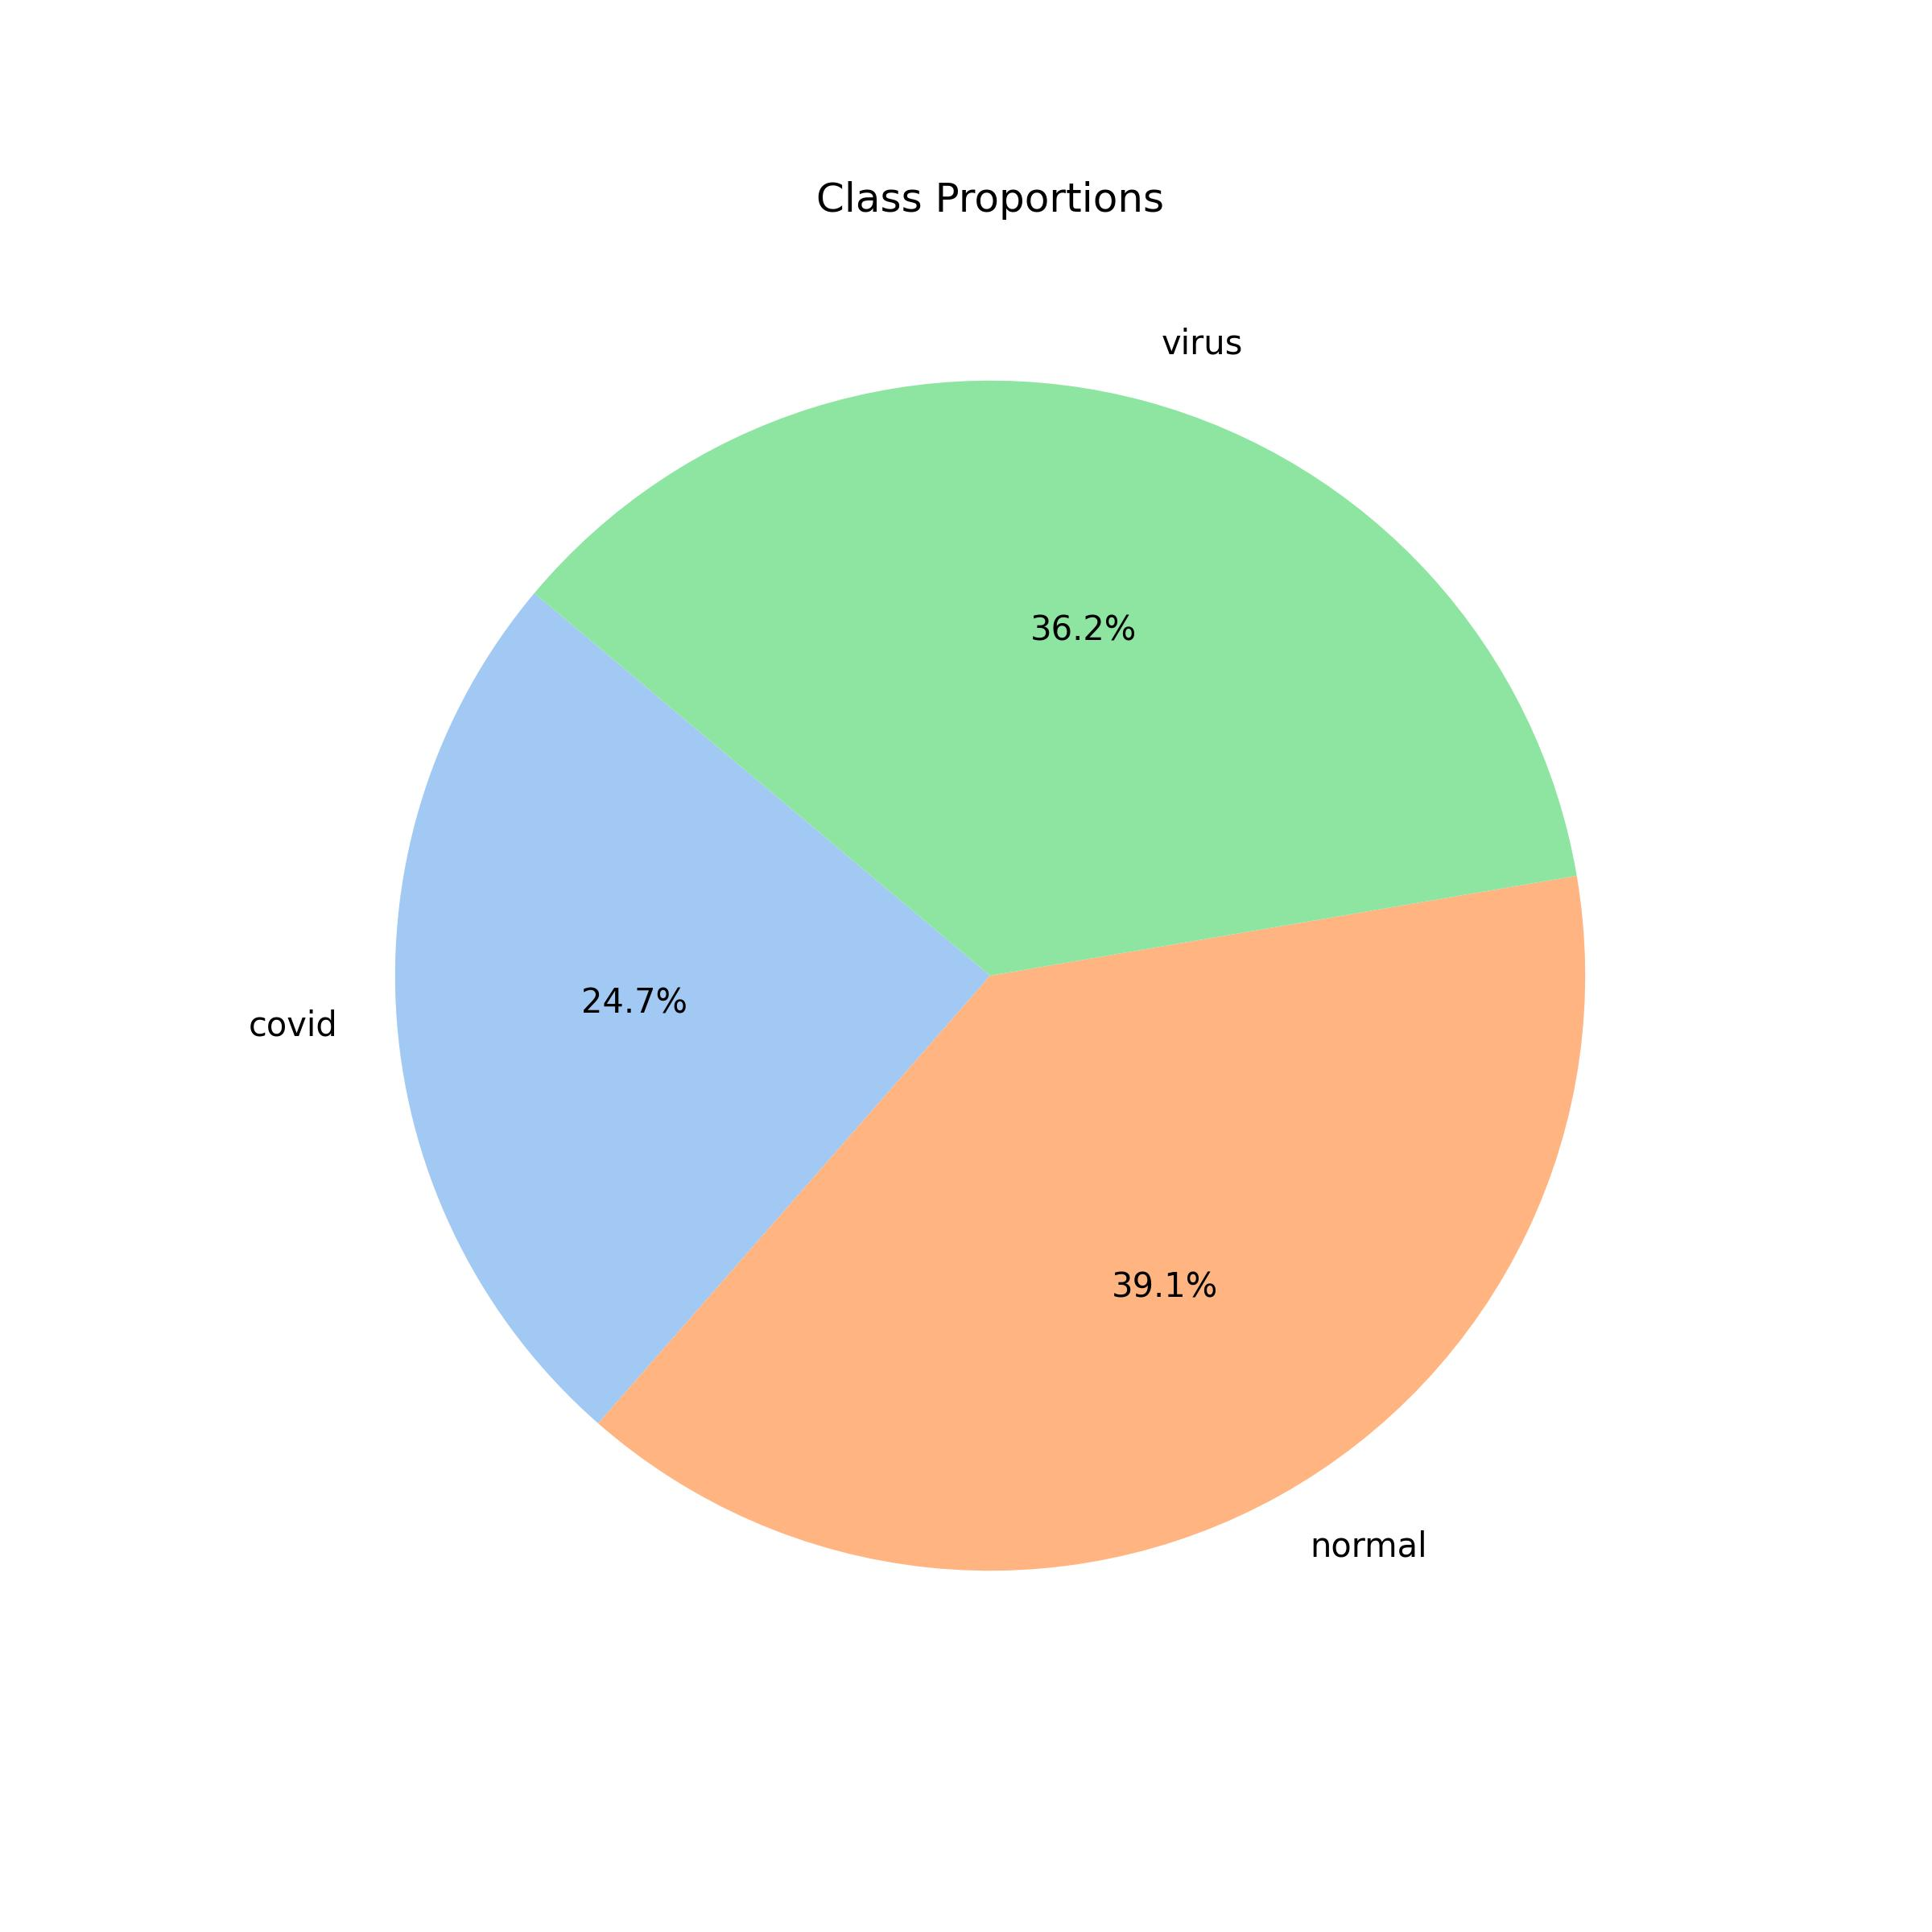 Class Proportions
virus
36.2%
24.7%
covid
39.1%
normal